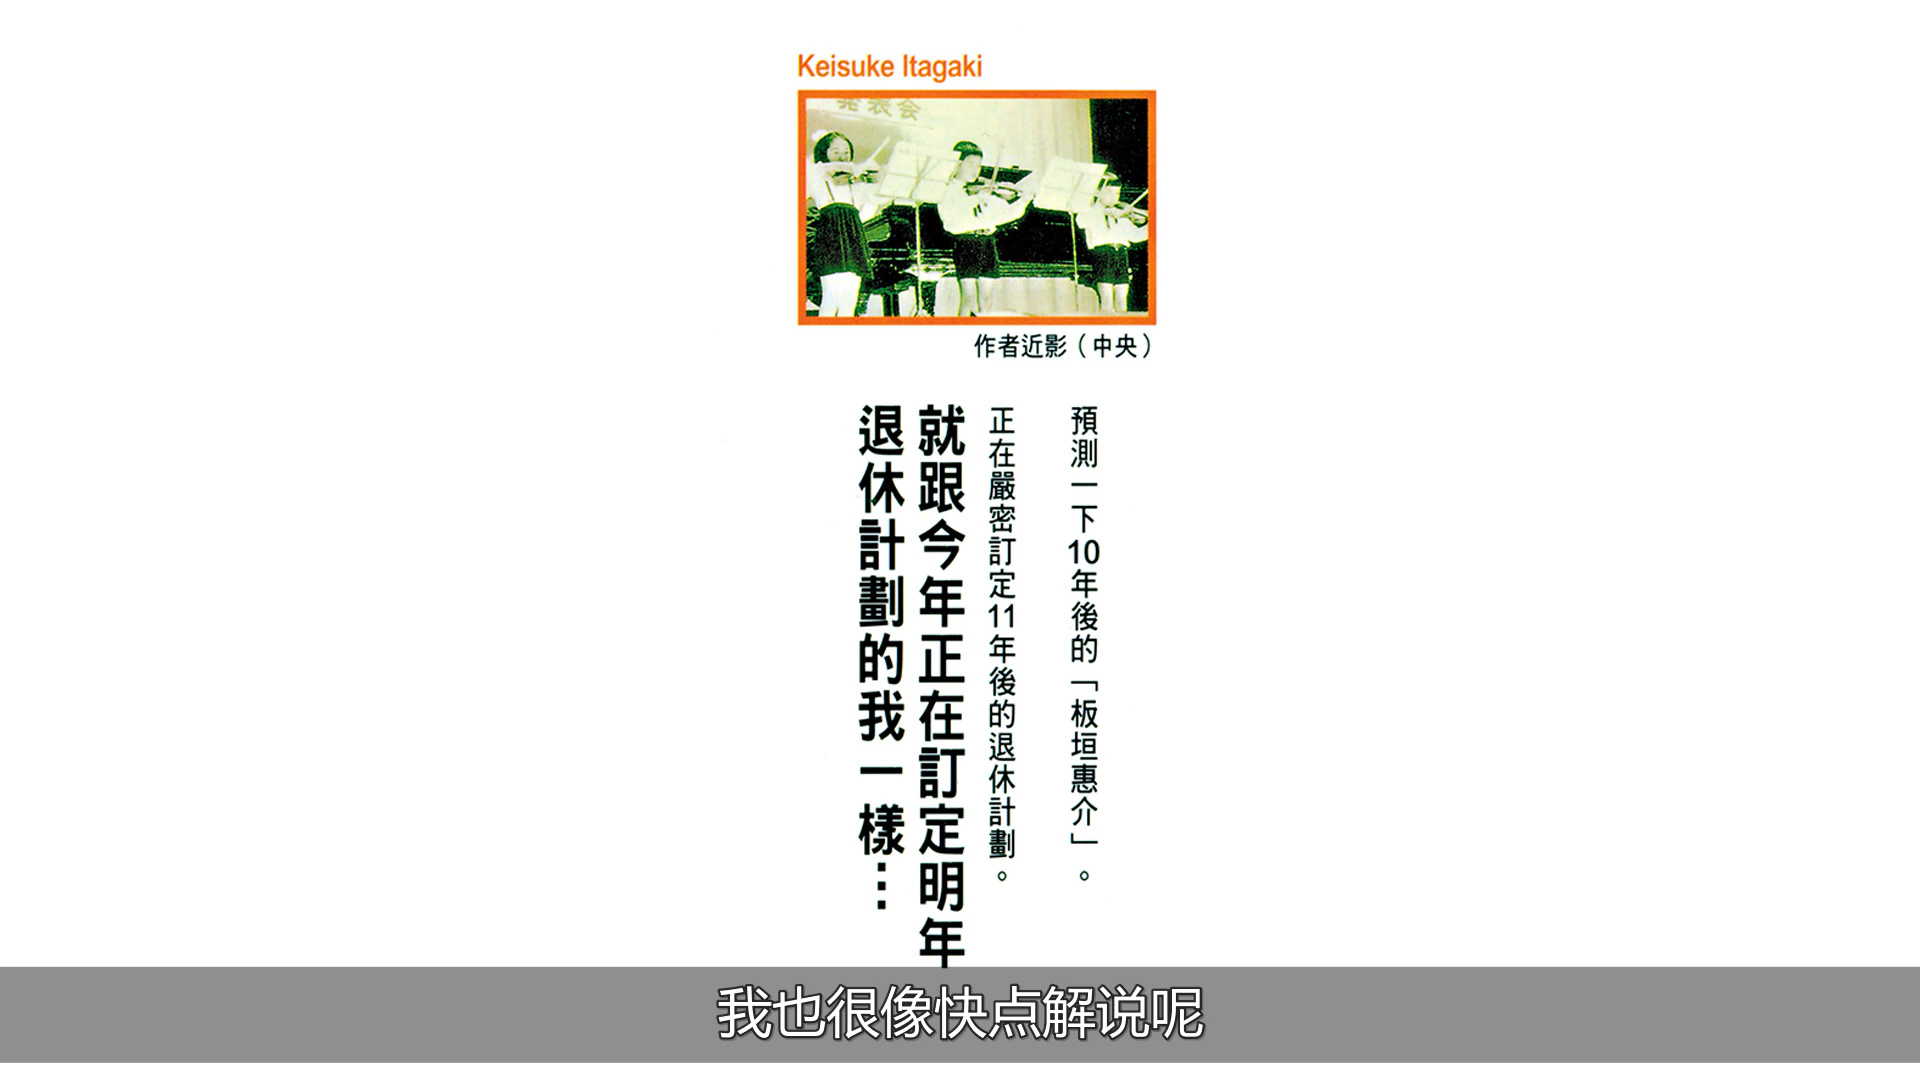 Keisuke Itagaki
発表会
作者近影（中央）
預測一下10年後的「板垣惠介」。
正在嚴密訂定11年後的退休計劃。
就跟今年正在訂定明年
退休計劃的我一樣…
我也很像快点解说呢